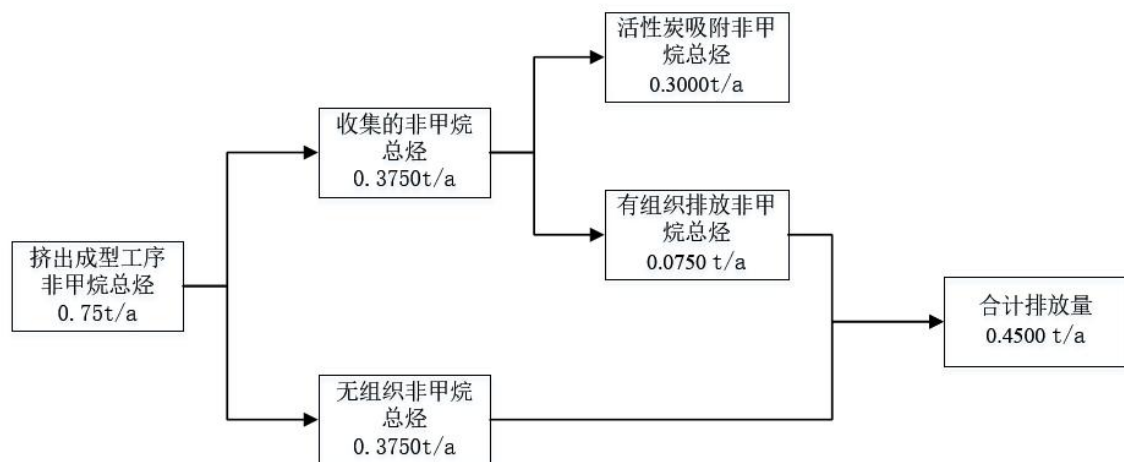 活性炭吸附非甲
烷总烃
0.3000t/a
收集的非甲烷
总烃
0.3750t/a
有组织排放非甲
烷总烃
0.0750 t/a
挤出成型工序
非甲烷总烃
0.75t/a
合计排放量
0.4500 t/a
无组织非甲烷
总烃
0.3750t/a